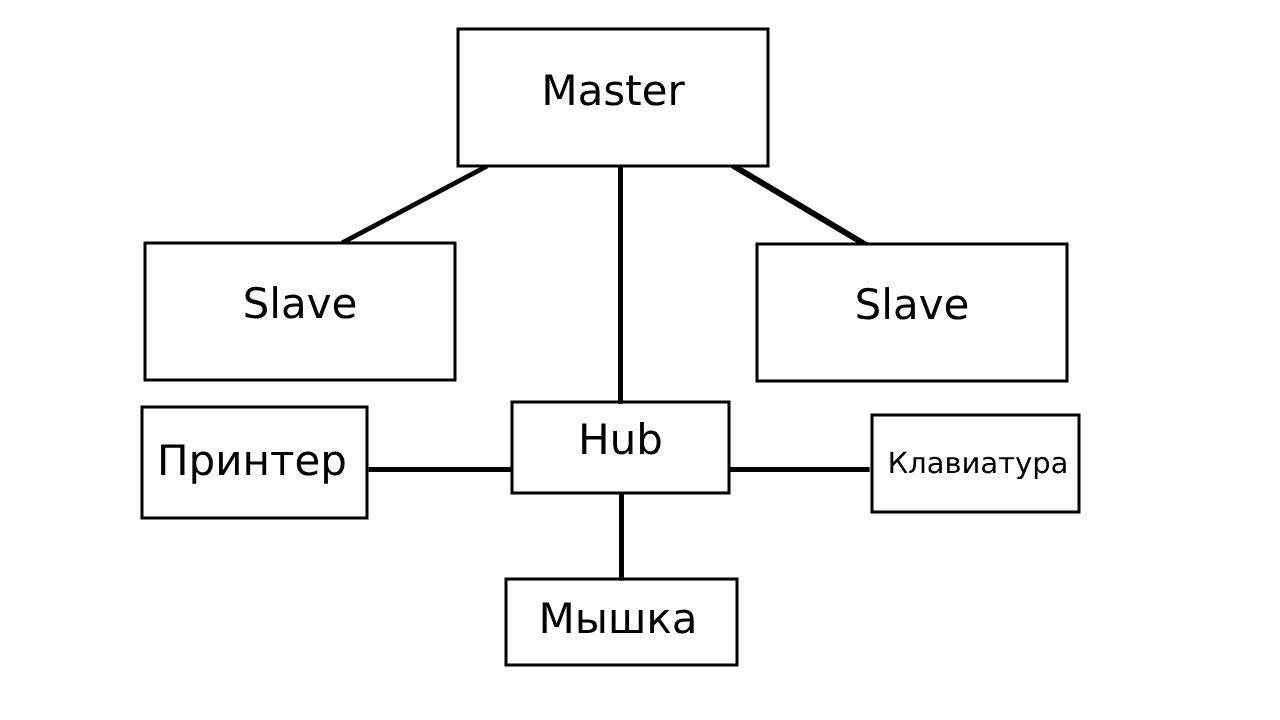 Master
Slave
Slave
Hub
Принтер
Клавиатура
Мышка